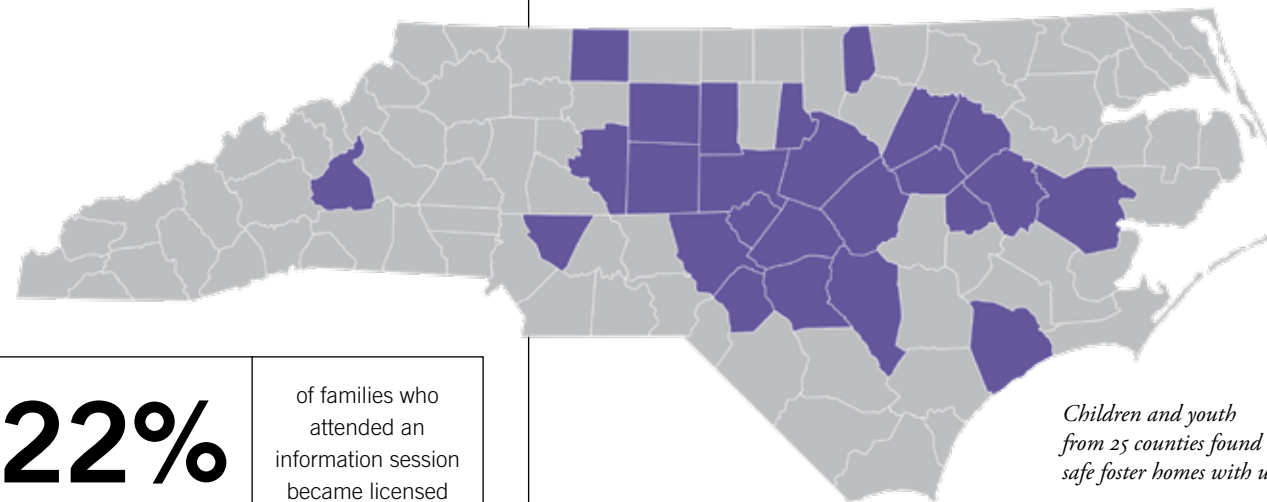 22%
of families who
attended an
information session
became licensed
Children and youth
from 25 counties found
safe foster homes with